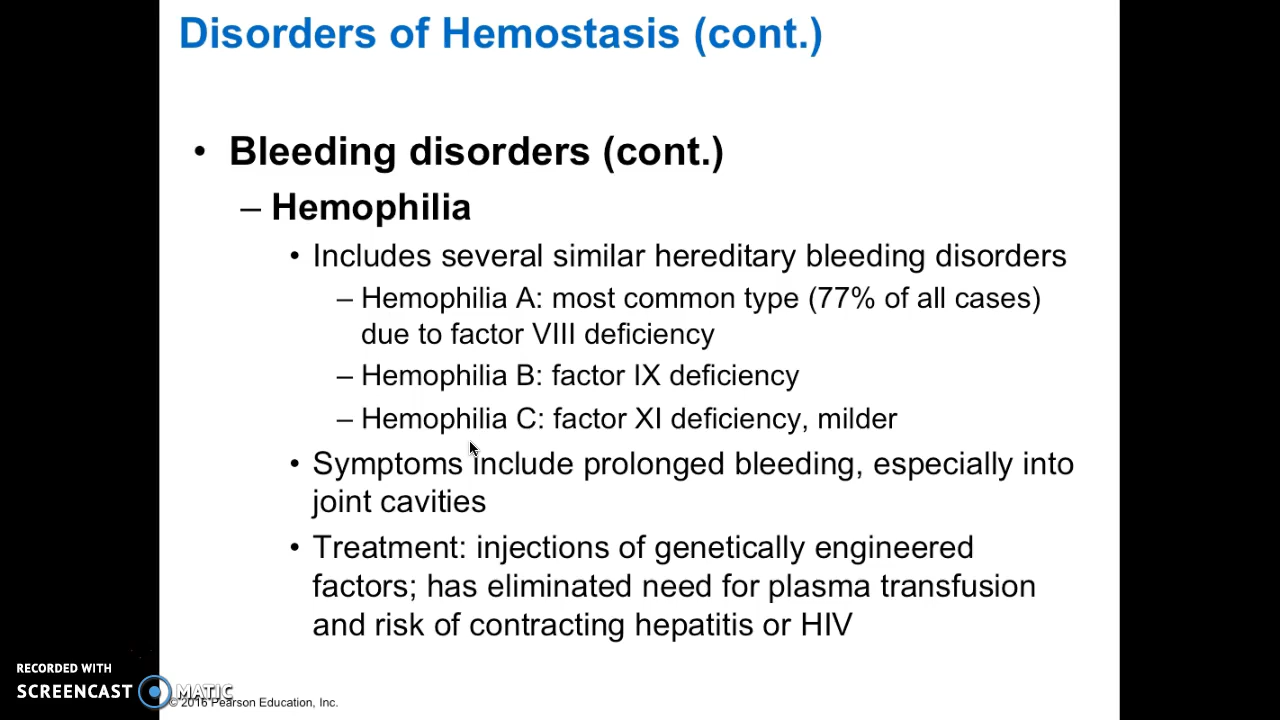 Disorders of Hemostasis (cont.)
• Bleeding disorders (cont.)
– Hemophilia
• Includes several similar hereditary bleeding disorders
– Hemophilia A: most common type (77% of all cases)
due to factor VIII deficiency
– Hemophilia B: factor IX deficiency
– Hemophilia C: factor XI deficiency, milder
• Symptoms include prolonged bleeding, especially into
joint cavities
• Treatment: injections of genetically engineered
factors; has eliminated need for plasma transfusion
and risk of contracting hepatitis or HIV
RECORDED WITH
SCREENCAST MATIC
© 2016 Pearson Education, Inc.